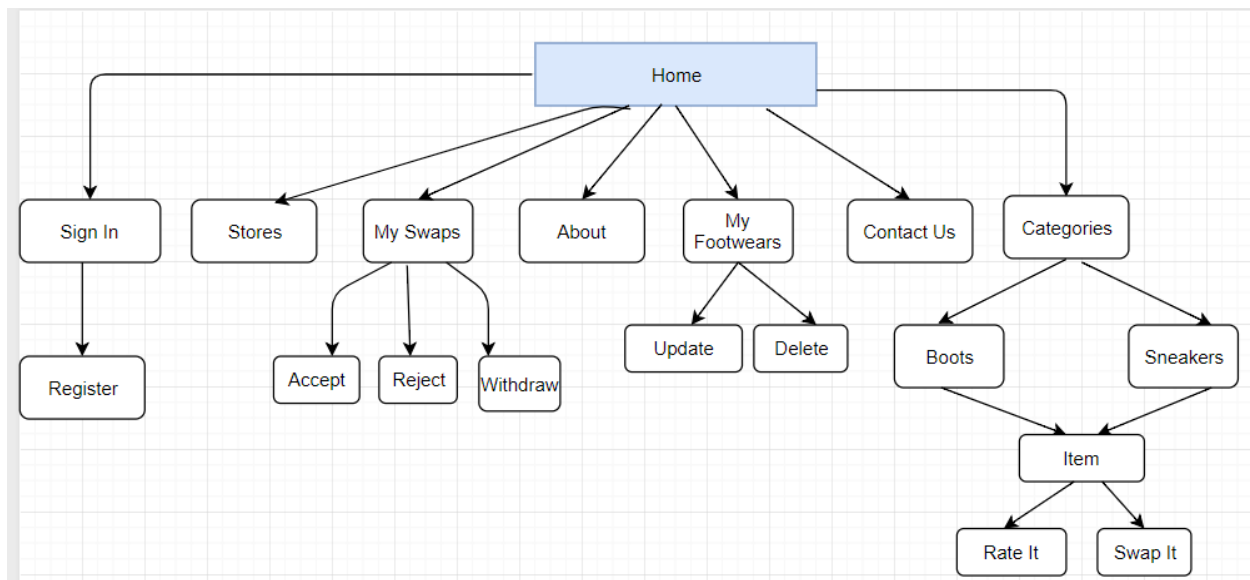 Home
Sign In
Stores
My Swaps
About
My
Footwears
Contact Us
Categories
Register
Accept
Reject
Withdraw
Update
Delete
Boots
Sneakers
Item
Rate It
Swap It